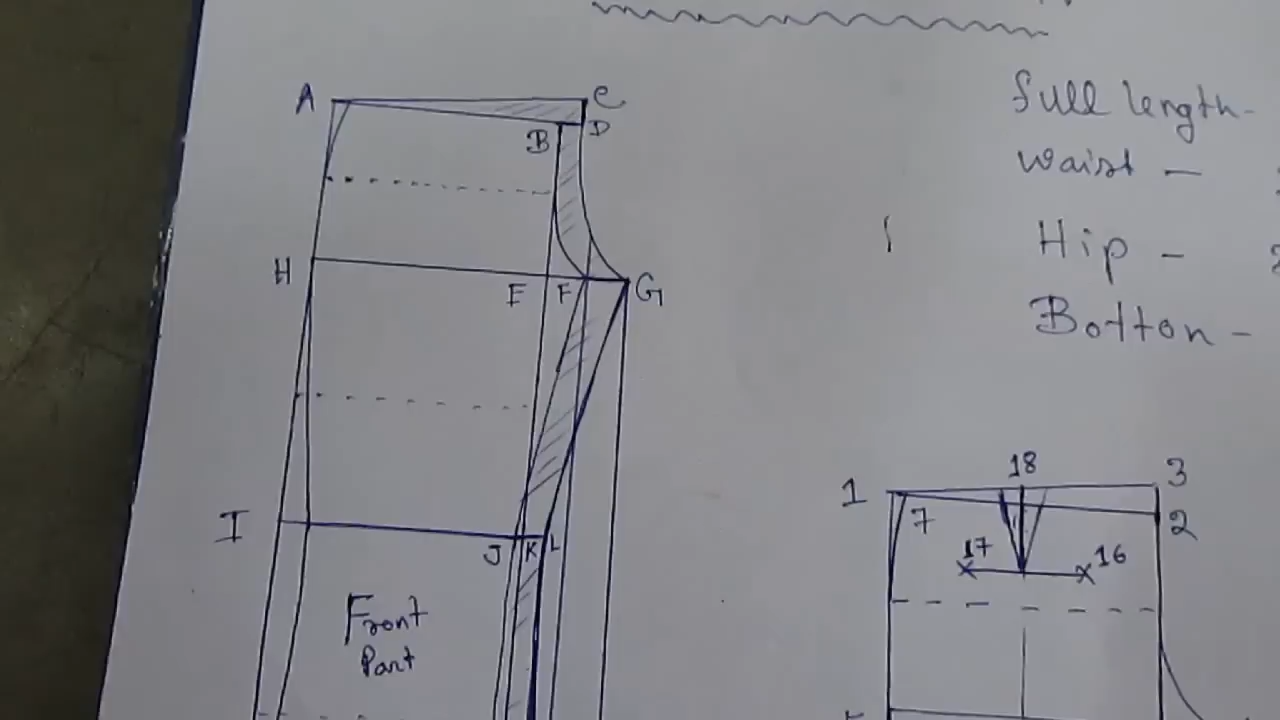 A
C
B
D
H
E
F
G
I
J
K
L
Front
Part
full length-
waist -
Hip -
Botton -
18
3
1
7
2
17
16